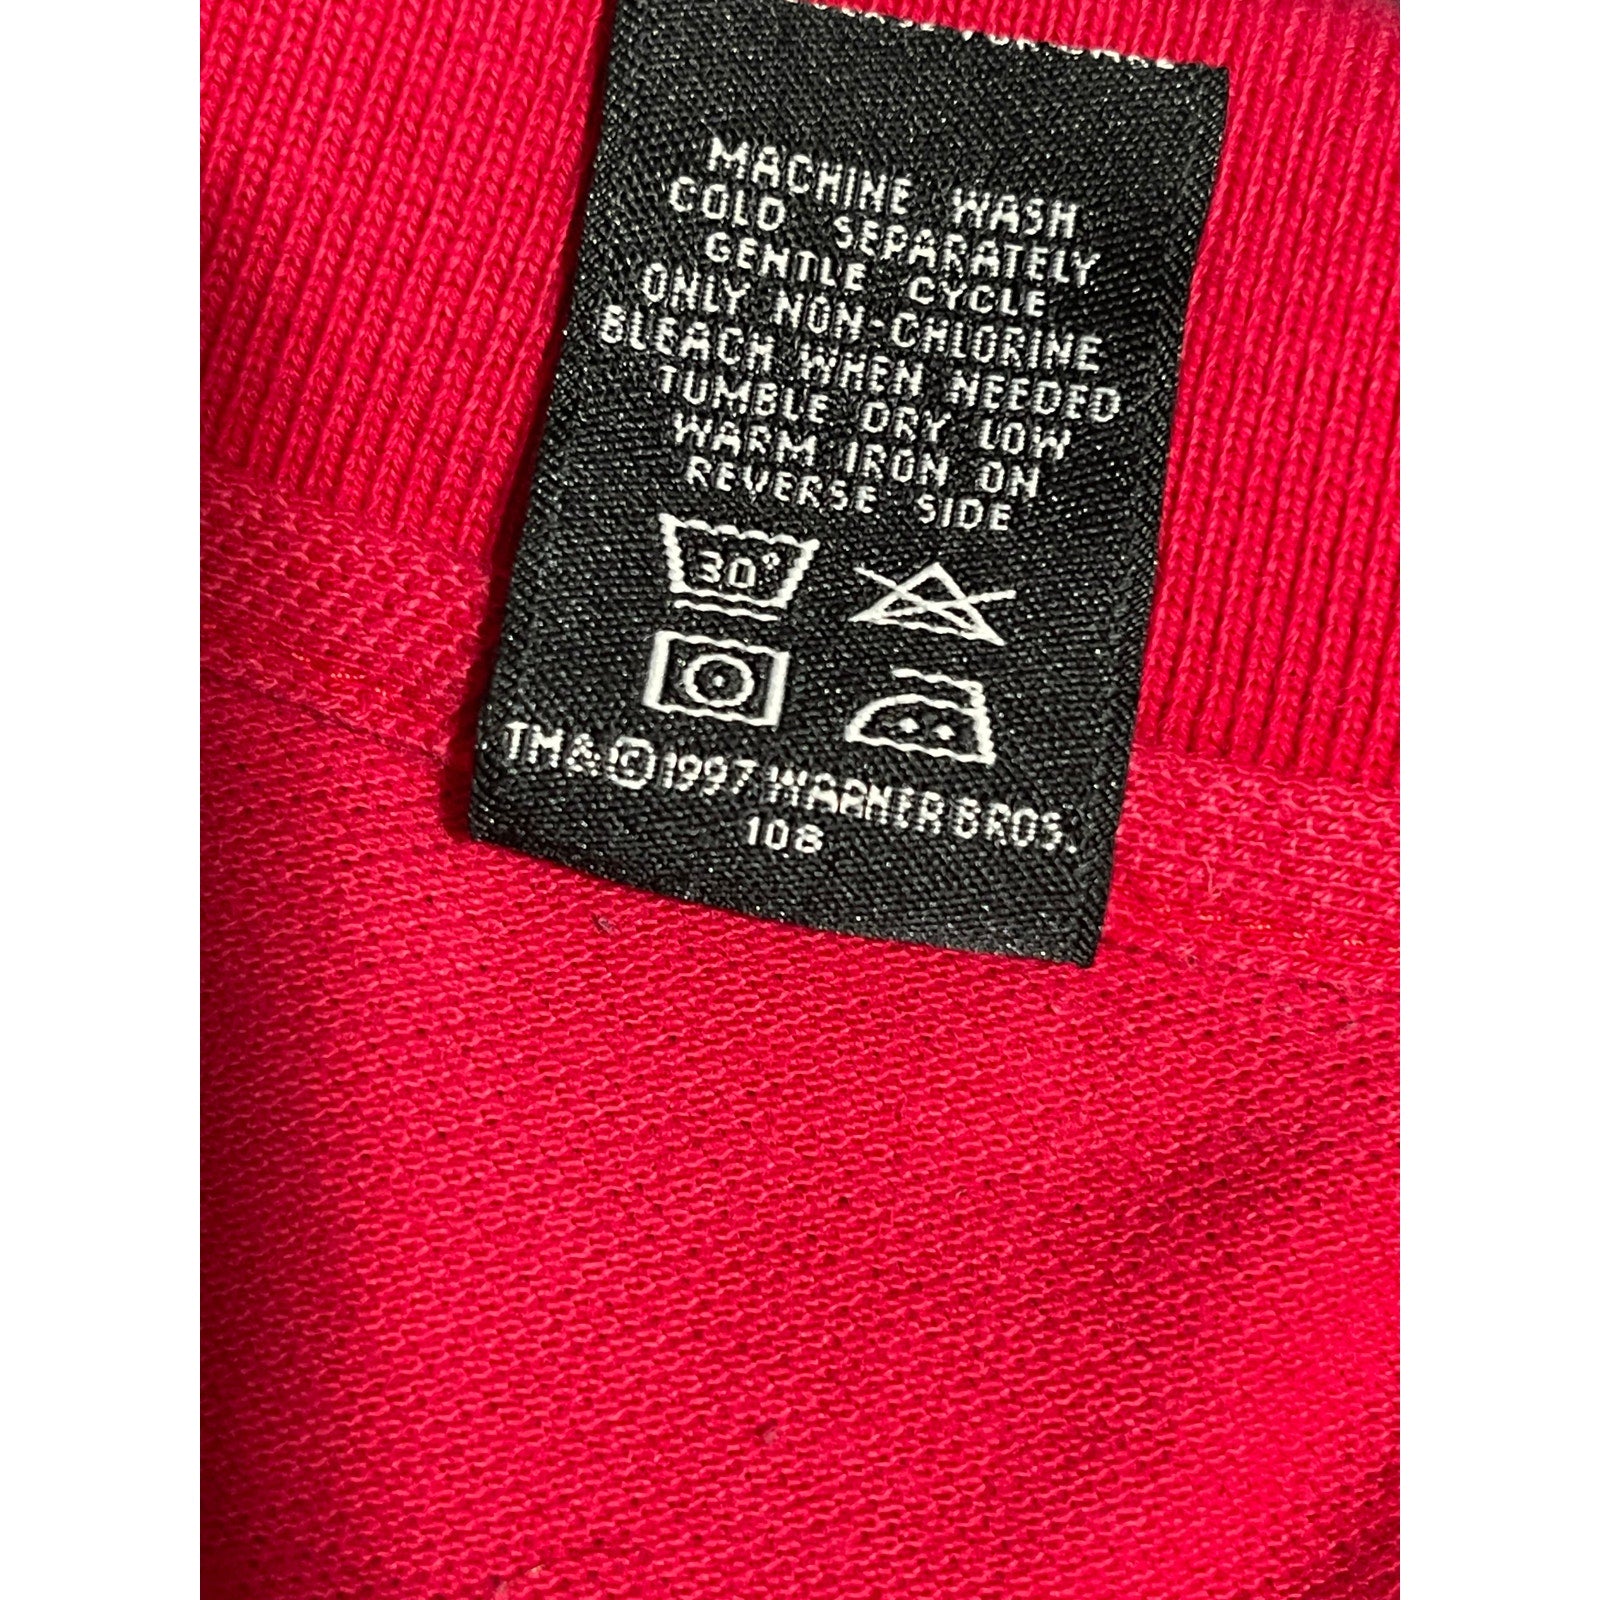 MACHINE WASH
COLD SEPARATELY
GENTLE CYCLE
ONLY NON-CHLORINE
BLEACH WHEN NEEDED
TUMBLE DRY LOW
WARM IRON ON
REVERSE SIDE
30°
TM&©1997 WARNER BROS.
108